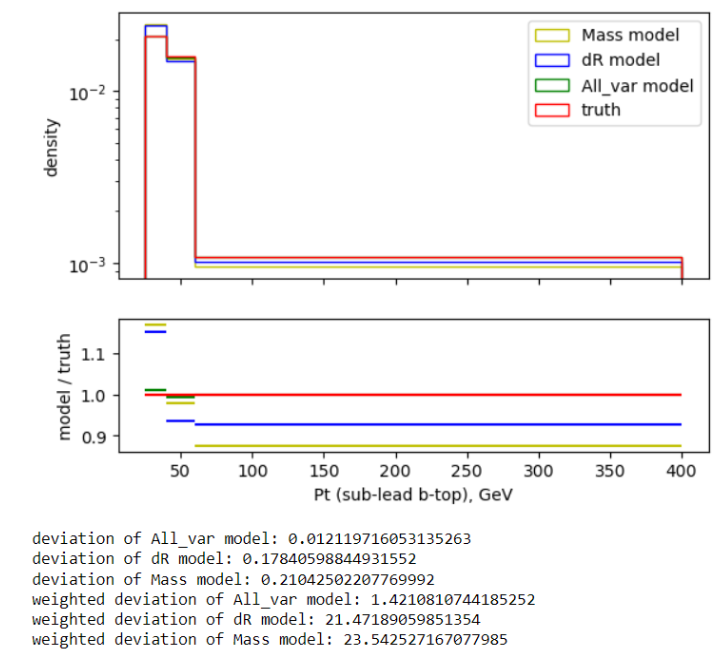 Mass model
dR model
All_var model
truth
10⁻²
10⁻³
density
1.1
1.0
0.9
model / truth
50 100 150 200 250 300 350 400
Pt (sub-lead b-top), GeV
deviation of All_var model: 0.012119716053135263
deviation of dR model: 0.17840598844931552
deviation of Mass model: 0.21042502207769992
weighted deviation of All_var model: 1.4210810744185252
weighted deviation of dR model: 21.47189059851354
weighted deviation of Mass model: 23.542527167077985